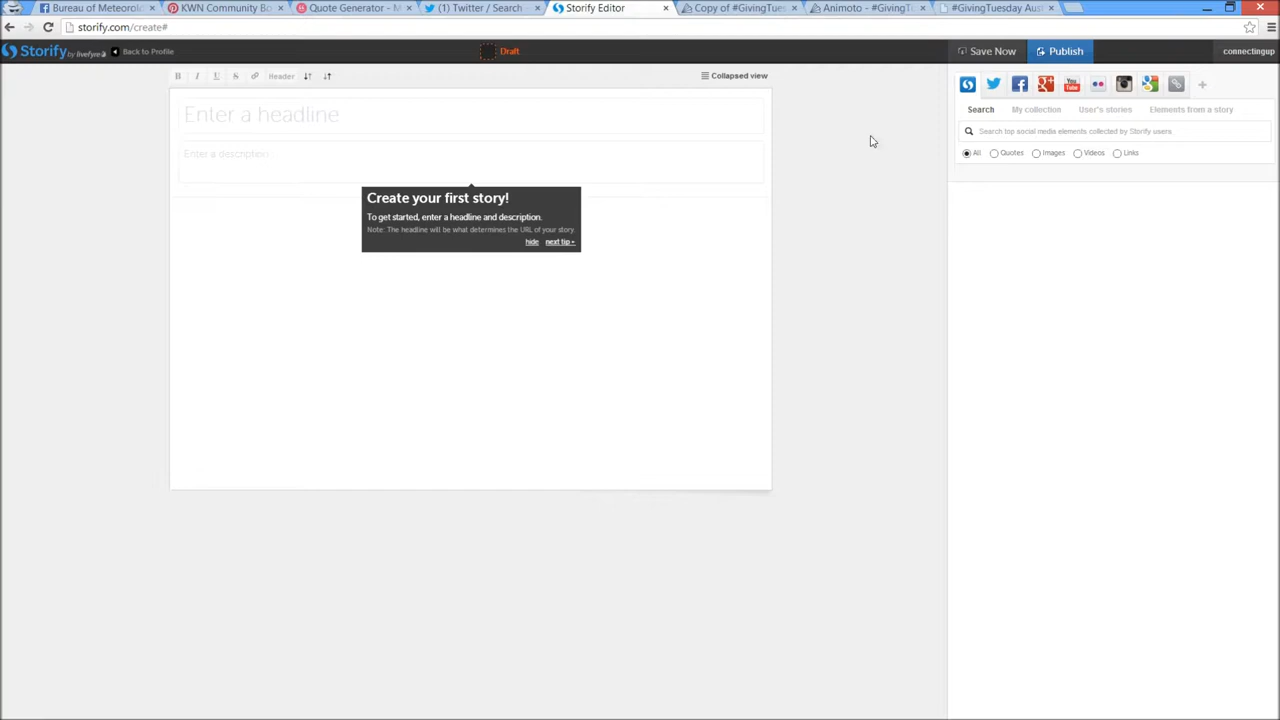 Bureau of Meteorol
KWN Community Bo
Quote Generator - M
(1) Twitter / Search
Storify Editor
Copy of #GivingTues
Animoto - #GivingTu
#GivingTuesday Aust
storify.com/create#
Storify by livefyre
Back to Profile
Draft
Save Now
Publish
connectingup
B I U S Header
Collapsed view
Enter a headline
Enter a description
Create your first story!
To get started, enter a headline and description.
Note: The headline will be what determines the URL of your story.
hide next tip
You Tube
Search My collection User's stories Elements from a story
Search top social media elements collected by Storify users
All Quotes Images Videos Links